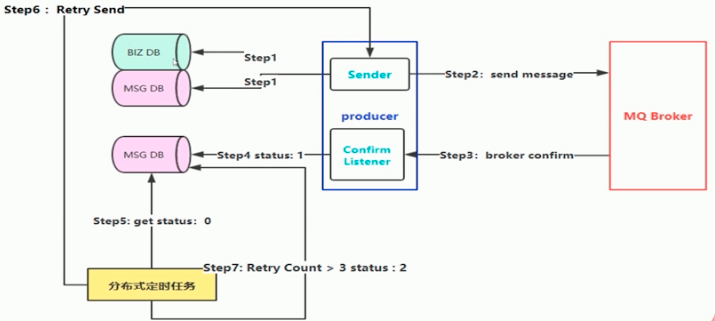 Step6： Retry Send
BIZ DB
Step1
MSG DB
Step1
Sender
Step2：send message
producer
MQ Broker
MSG DB
Step4 status: 1
Confirm
Listener
Step3：broker confirm
Step5: get status：0
Step7: Retry Count > 3 status : 2
分布式定时任务